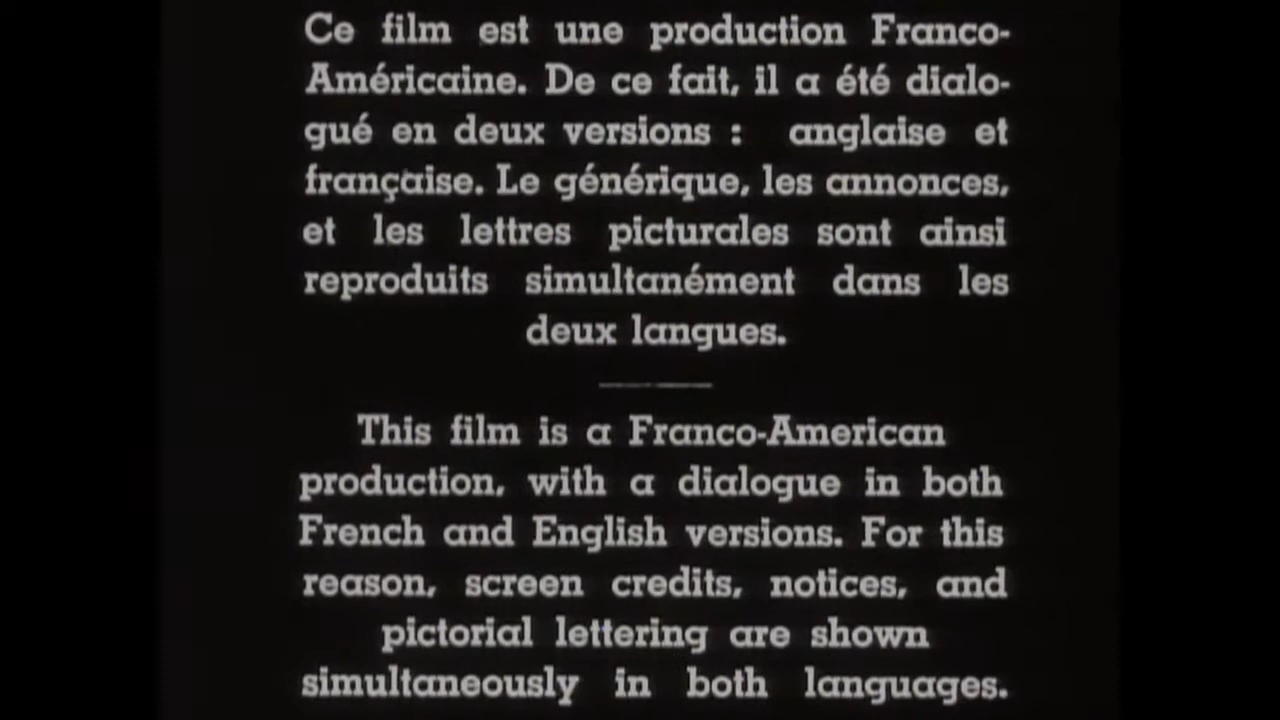 Ce film est une production Franco-
Américaine. De ce fait, il a été dialo-
gué en deux versions : anglaise et
française. Le générique, les annonces,
et les lettres picturales sont ainsi
reproduits simultanément dans les
deux langues.
This film is a Franco-American
production, with a dialogue in both
French and English versions. For this
reason, screen credits, notices, and
pictorial lettering are shown
simultaneously in both languages.